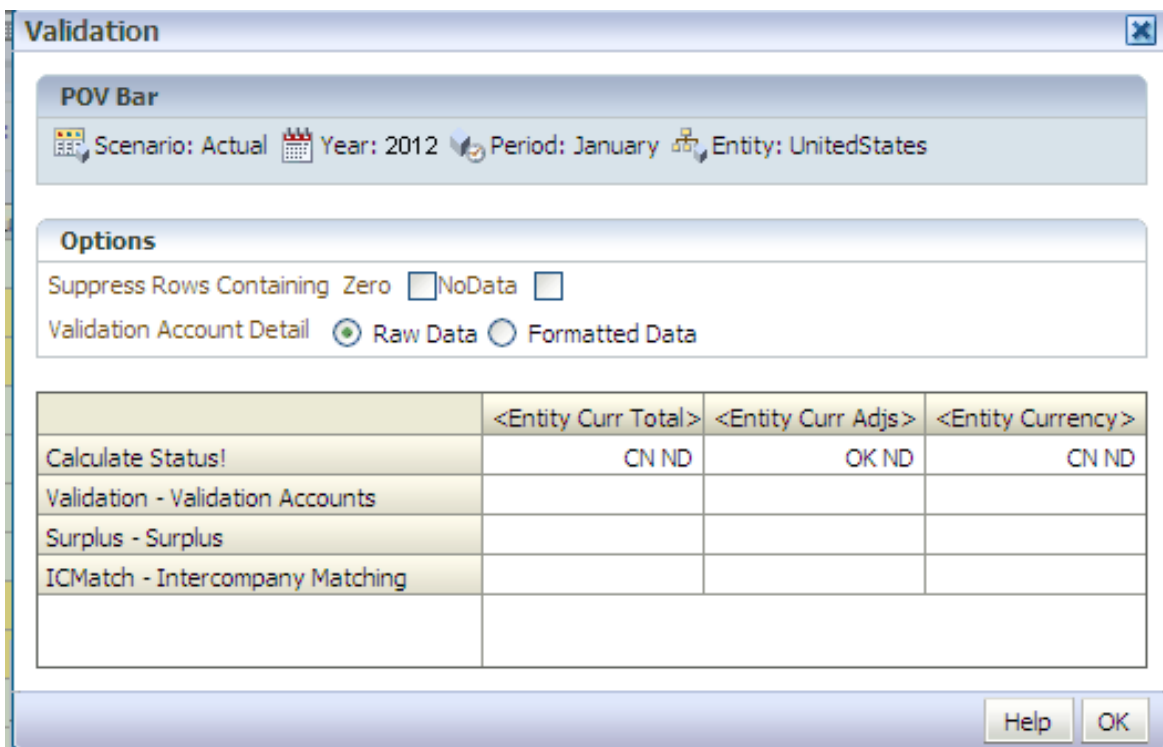 Validation
POV Bar
Scenario: Actual Year: 2012 Period: January Entity: UnitedStates
Options
Suppress Rows Containing Zero NoData
Validation Account Detail Raw Data Formatted Data
<Entity Curr Total> <Entity Curr Adjs> <Entity Currency>
Calculate Status! CN ND OK ND CN ND
Validation - Validation Accounts
Surplus - Surplus
ICMatch - Intercompany Matching
Help OK